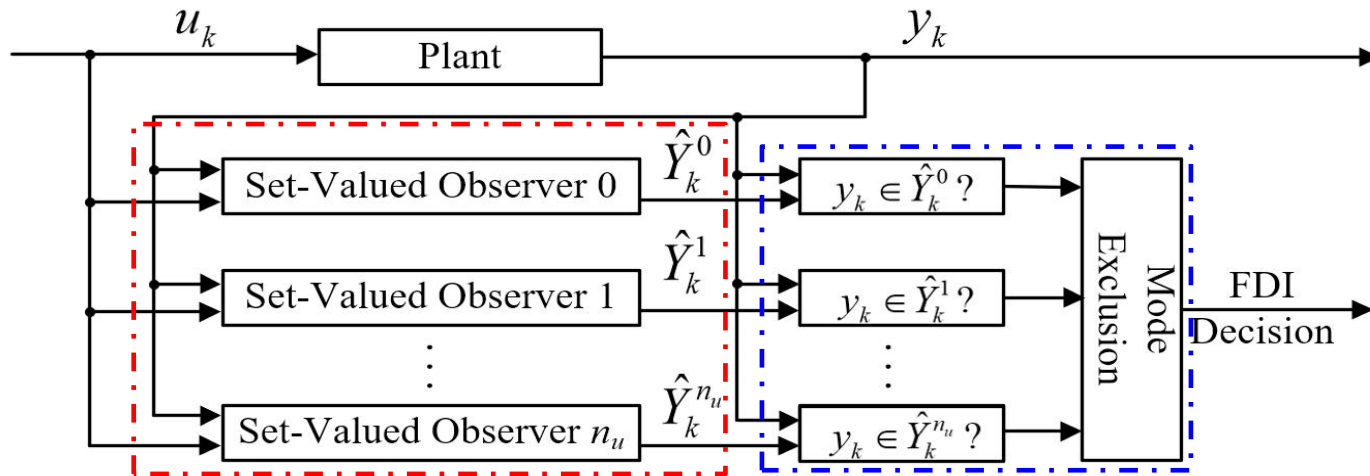 u_k
y_k
Plant
Set-Valued Observer 0
Ŷ_k^0
y_k ∈ Ŷ_k^0 ?
Set-Valued Observer 1
Ŷ_k^1
y_k ∈ Ŷ_k^1 ?
⋮
⋮
Set-Valued Observer n_u
Ŷ_k^{n_u}
y_k ∈ Ŷ_k^{n_u} ?
Mode
Exclusion
FDI
Decision